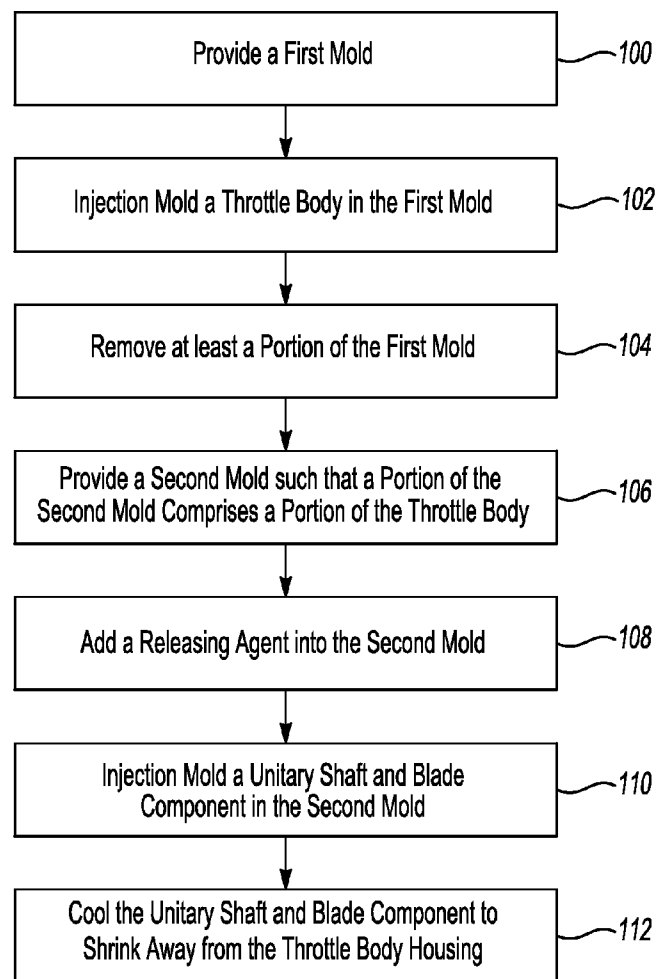 Provide a First Mold
100
Injection Mold a Throttle Body in the First Mold
102
Remove at least a Portion of the First Mold
104
Provide a Second Mold such that a Portion of the
Second Mold Comprises a Portion of the Throttle Body
106
Add a Releasing Agent into the Second Mold
108
Injection Mold a Unitary Shaft and Blade
Component in the Second Mold
110
Cool the Unitary Shaft and Blade Component to
Shrink Away from the Throttle Body Housing
112